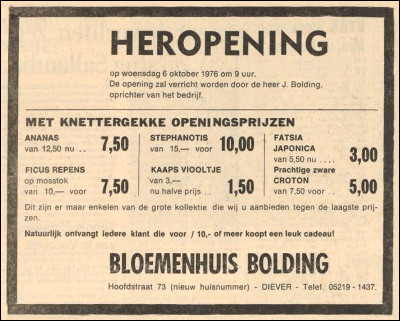 HEROPENING
op woensdag 6 oktober 1976 om 9 uur.
De opening zal verricht worden door de heer J. Bolding,
oprichter van het bedrijf.
MET KNETTERGEKKE OPENINGSPRIJZEN
ANANAS
van 12,50 nu .. 7,50
STEPHANOTIS
van 15,— voor 10,00
FATSIA
JAPONICA
van 5,50 nu .... 3,00
FICUS REPENS
op mosstok
van 10,— voor 7,50
KAAPS VIOOLTJE
van 3,—
nu halve prijs .. 1,50
Prachtige zware
CROTON
van 7,50 voor .. 5,00
Dit zijn er maar enkelen van de grote kollektie die wij u aanbieden tegen de laagste prij-
zen.
Natuurlijk ontvangt iedere klant die voor ƒ 10,- of meer koopt een leuk cadeau!
BLOEMENHUIS BOLDING
Hoofdstraat 73 (nieuw huisnummer) - DIEVER - Telef. 05219-1437.